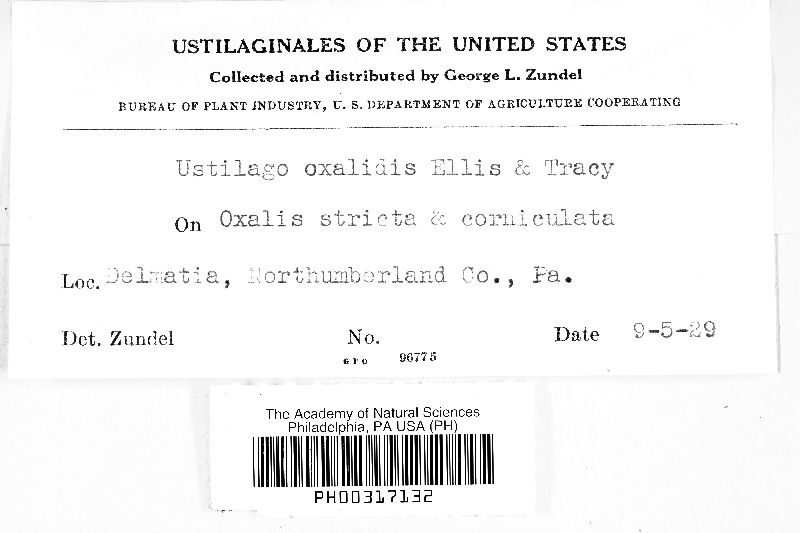 USTILAGINALES OF THE UNITED STATES
Collected and distributed by George L. Zundel
BUREAU OF PLANT INDUSTRY, U. S. DEPARTMENT OF AGRICULTURE COOPERATING
Ustilago oxalidis Ellis & Tracy
On Oxalis stricta & corniculata
Loc. Dalmatia, Northumberland Co., Pa.
Det. Zundel No. Date 9-5-29
GPO 96775
The Academy of Natural Sciences
Philadelphia, PA USA (PH)
PH00317132